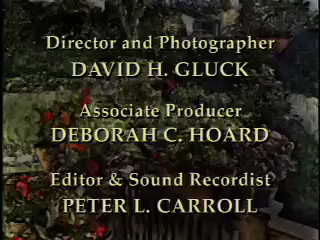 Director and Photographer
DAVID H. GLUCK
Associate Producer
DEBORAH C. HOARD
Editor & Sound Recordist
PETER L. CARROLL